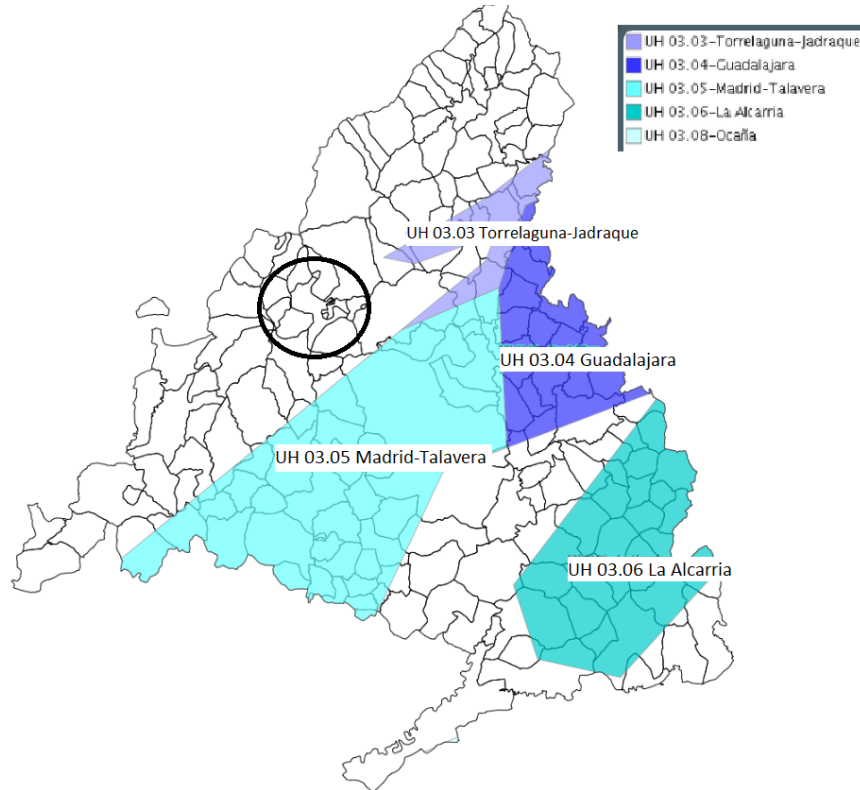 UH 03.03-Torrelaguna-Jadraque
UH 03.04-Guadalajara
UH 03.05-Madrid-Talavera
UH 03.06-La Alcarria
UH 03.08-Ocaña
UH 03.03 Torrelaguna-Jadraque
UH 03.04 Guadalajara
UH 03.05 Madrid-Talavera
UH 03.06 La Alcarria